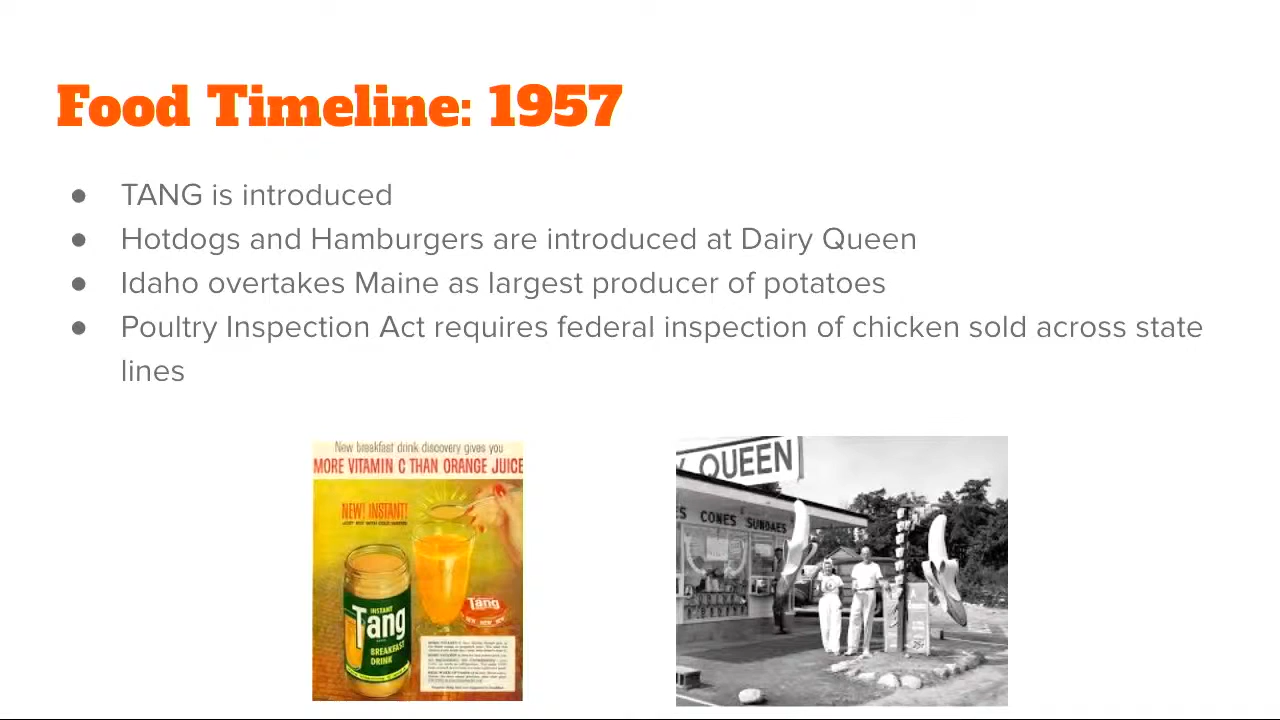 Food Timeline: 1957
● TANG is introduced
● Hotdogs and Hamburgers are introduced at Dairy Queen
● Idaho overtakes Maine as largest producer of potatoes
● Poultry Inspection Act requires federal inspection of chicken sold across state
lines
New breakfast drink discovery gives you
MORE VITAMIN C THAN ORANGE JUICE
NEW! INSTANT!
INSTANT
Tang
BREAKFAST
DRINK
Tang
QUEEN
CONES SUNDAES